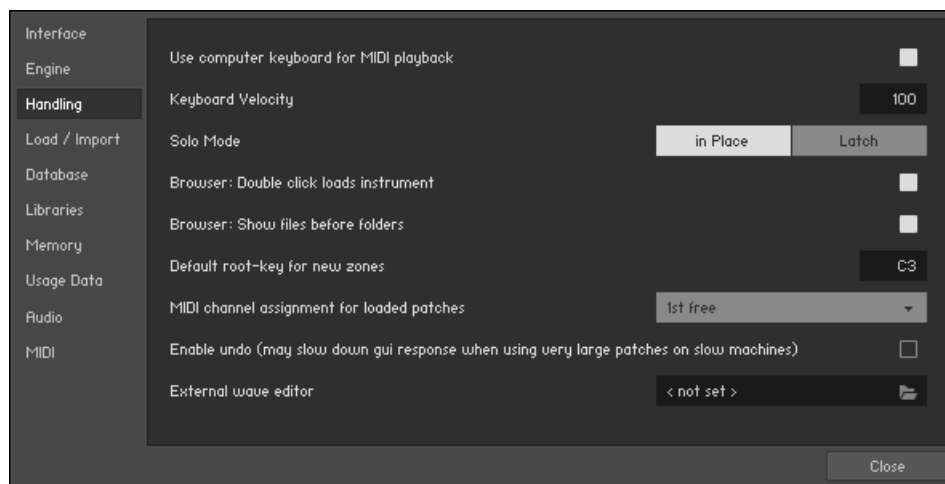 Interface
Engine
Handling
Load / Import
Database
Libraries
Memory
Usage Data
Audio
MIDI
Use computer keyboard for MIDI playback
Keyboard Velocity 100
Solo Mode in Place Latch
Browser: Double click loads instrument
Browser: Show files before folders
Default root-key for new zones C3
MIDI channel assignment for loaded patches 1st free
Enable undo (may slow down gui response when using very large patches on slow machines)
External wave editor < not set >
Close